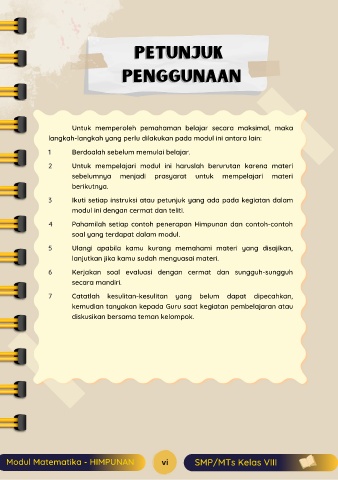 PETUNJUK
PENGGUNAAN
Untuk memperoleh pemahaman belajar secara maksimal, maka
langkah-langkah yang perlu dilakukan pada modul ini antara lain:
1 Berdoalah sebelum memulai belajar.
2 Untuk mempelajari modul ini haruslah berurutan karena materi
sebelumnya menjadi prasyarat untuk mempelajari materi
berikutnya.
3 Ikuti setiap instruksi atau petunjuk yang ada pada kegiatan dalam
modul ini dengan cermat dan teliti.
4 Pahamilah setiap contoh penerapan Himpunan dan contoh-contoh
soal yang terdapat dalam modul.
5 Ulangi apabila kamu kurang memahami materi yang disajikan,
lanjutkan jika kamu sudah menguasai materi.
6 Kerjakan soal evaluasi dengan cermat dan sungguh-sungguh
secara mandiri.
7 Catatlah kesulitan-kesulitan yang belum dapat dipecahkan,
kemudian tanyakan kepada Guru saat kegiatan pembelajaran atau
diskusikan bersama teman kelompok.
Modul Matematika - HIMPUNAN vi SMP/MTs Kelas VIII